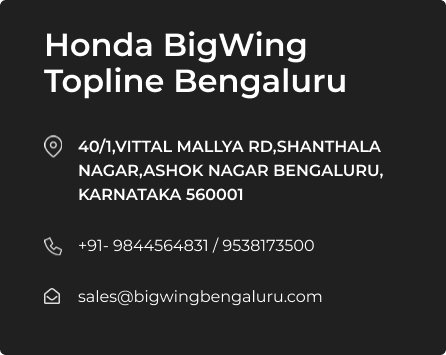 Honda BigWing
Topline Bengaluru
40/1,VITTAL MALLYA RD,SHANTHALA
NAGAR,ASHOK NAGAR BENGALURU,
KARNATAKA 560001
+91- 9844564831 / 9538173500
sales@bigwingbengaluru.com